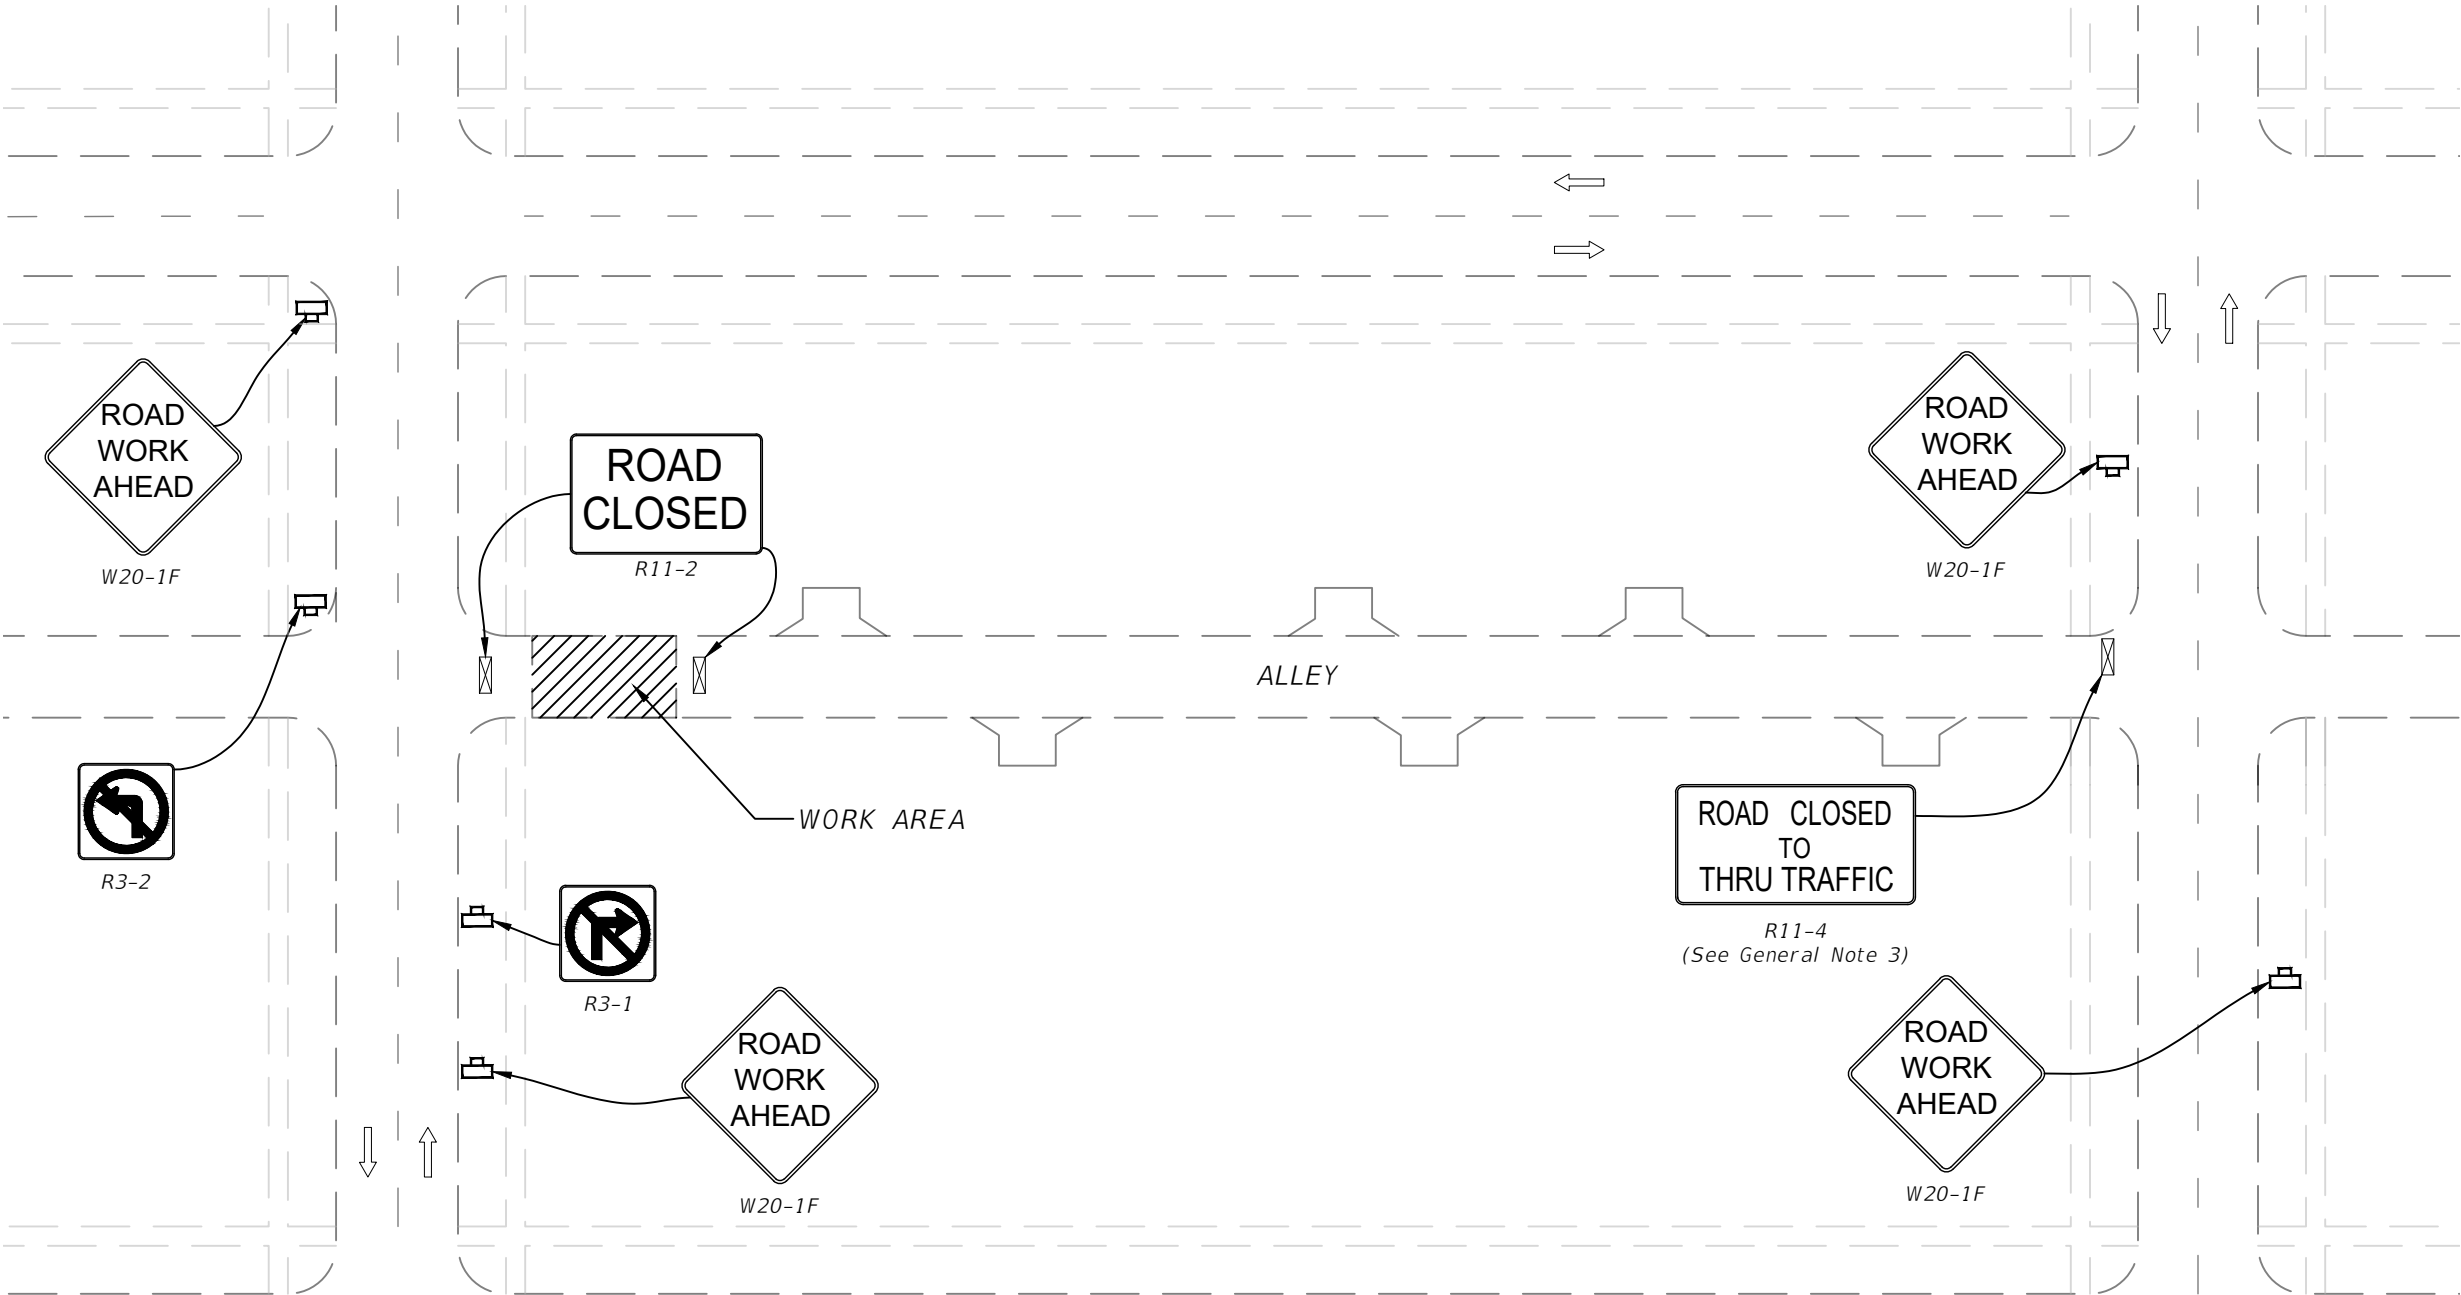 ROAD
WORK
AHEAD
W20-1F
ROAD
CLOSED
R11-2
ROAD
WORK
AHEAD
W20-1F
ALLEY
R3-2
WORK AREA
ROAD CLOSED
TO
THRU TRAFFIC
R11-4
(See General Note 3)
R3-1
ROAD
WORK
AHEAD
W20-1F
ROAD
WORK
AHEAD
W20-1F